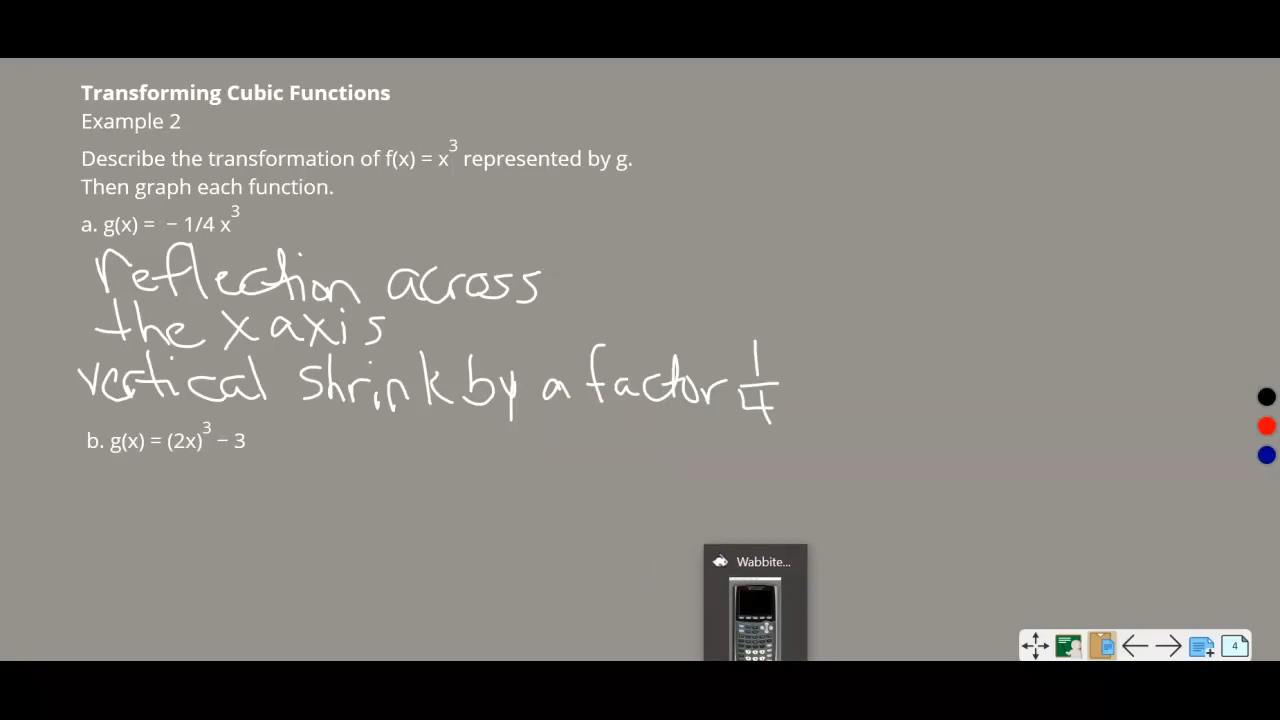 Transforming Cubic Functions
Example 2
Describe the transformation of f(x) = x³ represented by g.
Then graph each function.
a. g(x) = − 1/4 x³
reflection across
the x axis
vertical shrink by a factor 1/4
b. g(x) = (2x)³ − 3
Wabbite...
4